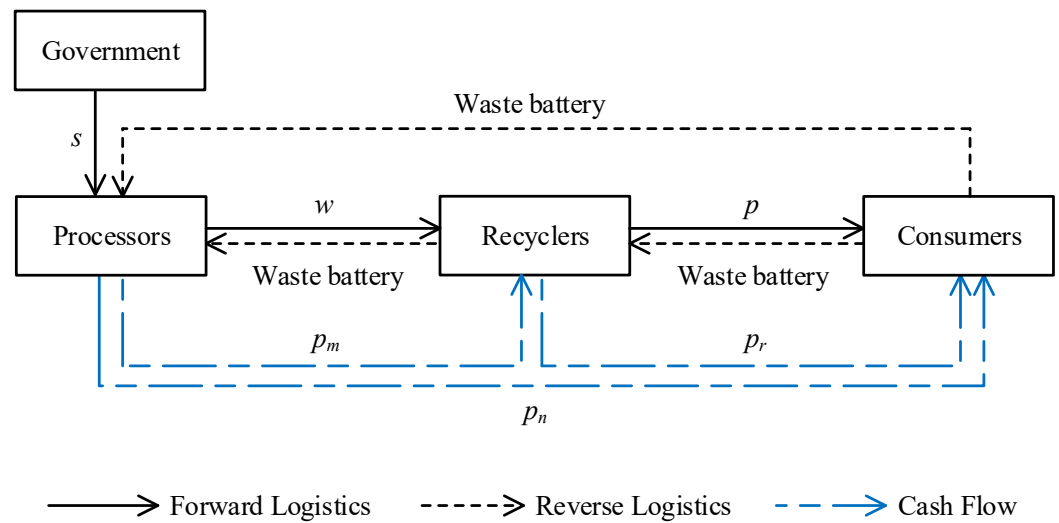 Government
Waste battery
s
w
p
Processors
Recyclers
Consumers
Waste battery
Waste battery
pₘ
pᵣ
pₙ
Forward Logistics
Reverse Logistics
Cash Flow